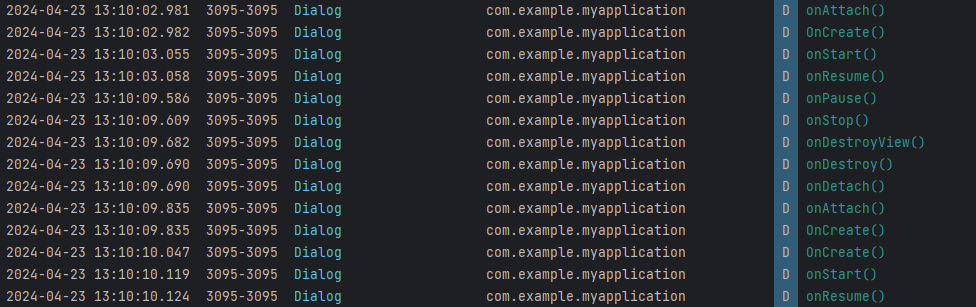 2024-04-23 13:10:02.981 3095-3095 Dialog com.example.myapplication D onAttach()
2024-04-23 13:10:02.982 3095-3095 Dialog com.example.myapplication D OnCreate()
2024-04-23 13:10:03.055 3095-3095 Dialog com.example.myapplication D onStart()
2024-04-23 13:10:03.058 3095-3095 Dialog com.example.myapplication D onResume()
2024-04-23 13:10:09.586 3095-3095 Dialog com.example.myapplication D onPause()
2024-04-23 13:10:09.609 3095-3095 Dialog com.example.myapplication D onStop()
2024-04-23 13:10:09.682 3095-3095 Dialog com.example.myapplication D onDestroyView()
2024-04-23 13:10:09.690 3095-3095 Dialog com.example.myapplication D onDestroy()
2024-04-23 13:10:09.690 3095-3095 Dialog com.example.myapplication D onDetach()
2024-04-23 13:10:09.835 3095-3095 Dialog com.example.myapplication D onAttach()
2024-04-23 13:10:09.835 3095-3095 Dialog com.example.myapplication D OnCreate()
2024-04-23 13:10:10.047 3095-3095 Dialog com.example.myapplication D OnCreate()
2024-04-23 13:10:10.119 3095-3095 Dialog com.example.myapplication D onStart()
2024-04-23 13:10:10.124 3095-3095 Dialog com.example.myapplication D onResume()